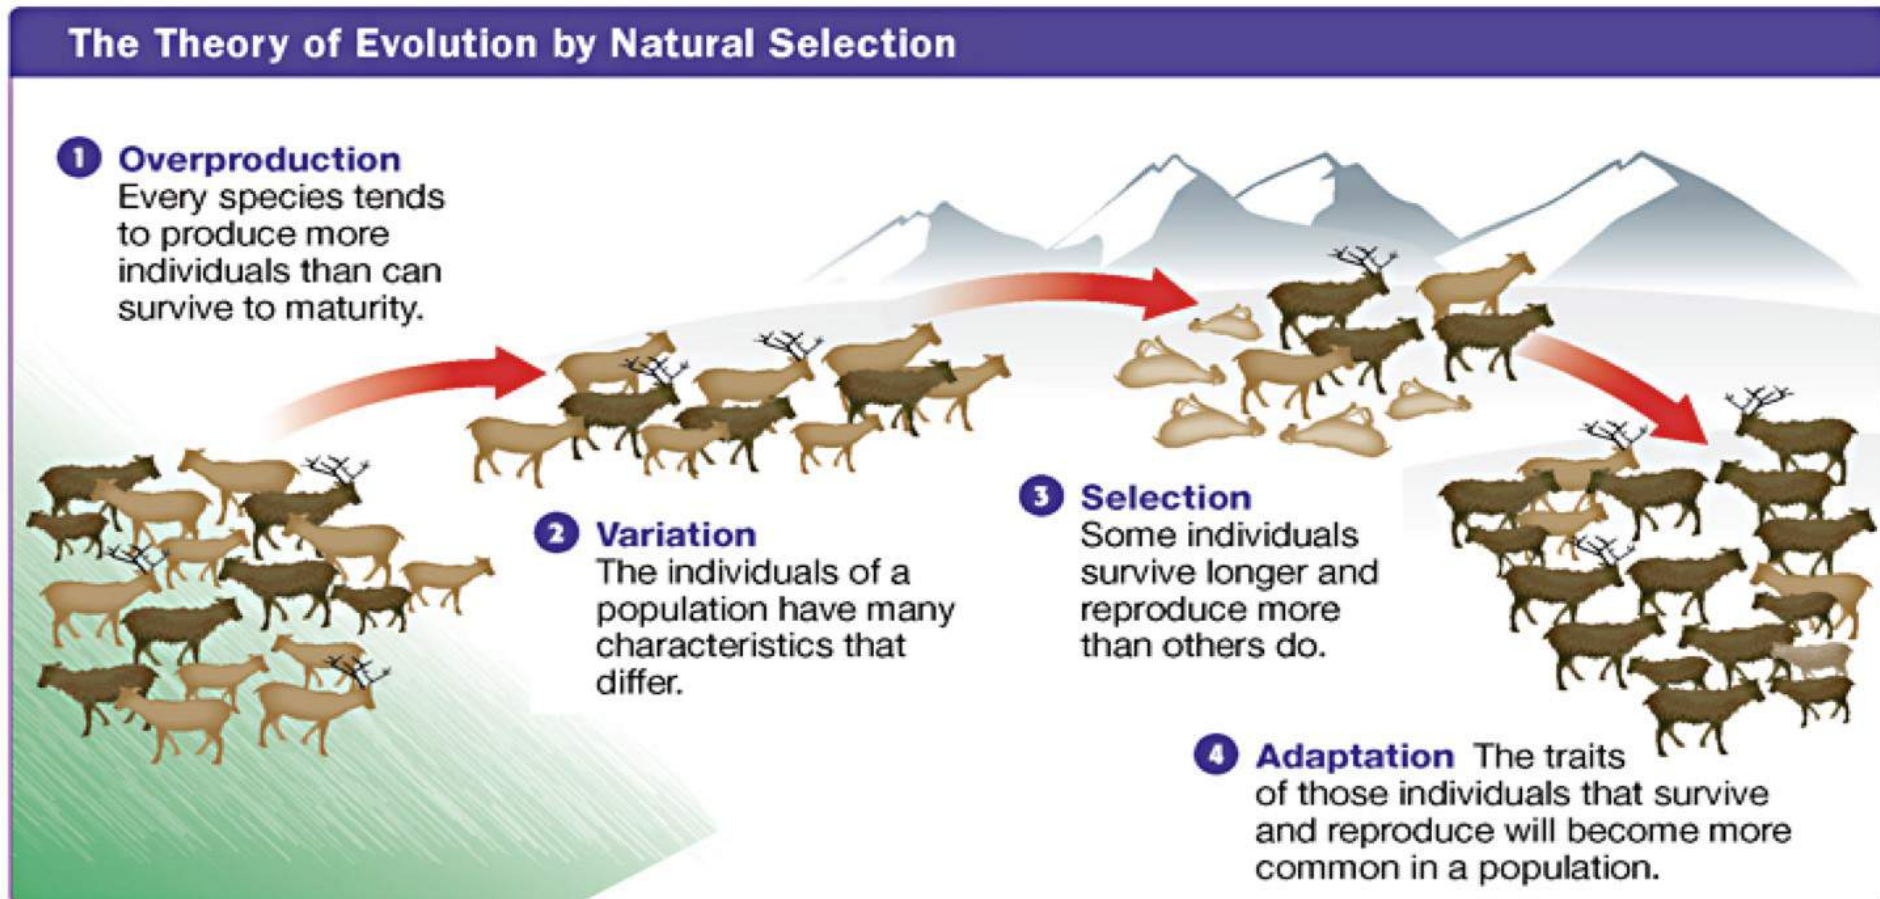 The Theory of Evolution by Natural Selection
1 Overproduction
Every species tends
to produce more
individuals than can
survive to maturity.
2 Variation
The individuals of a
population have many
characteristics that
differ.
3 Selection
Some individuals
survive longer and
reproduce more
than others do.
4 Adaptation The traits
of those individuals that survive
and reproduce will become more
common in a population.